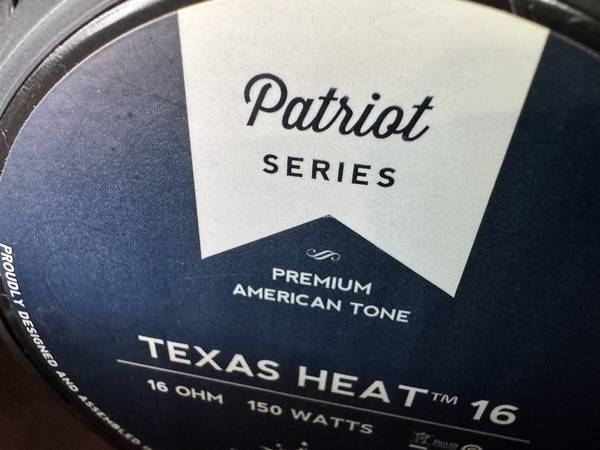 Patriot
SERIES
PREMIUM
AMERICAN TONE
TEXAS HEAT™ 16
16 OHM 150 WATTS
PROUDLY DESIGNED AND ASSEMBLED